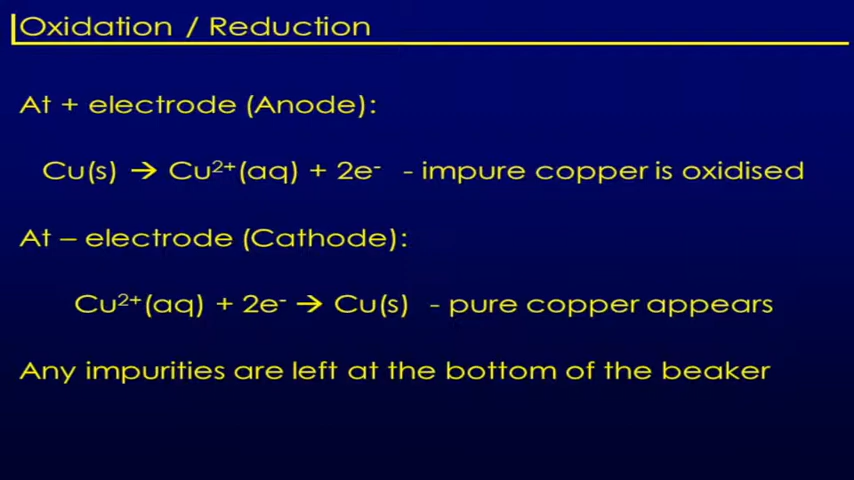 Oxidation / Reduction
At + electrode (Anode):
Cu(s) → Cu²⁺(aq) + 2e⁻ - impure copper is oxidised
At – electrode (Cathode):
Cu²⁺(aq) + 2e⁻ → Cu(s) - pure copper appears
Any impurities are left at the bottom of the beaker